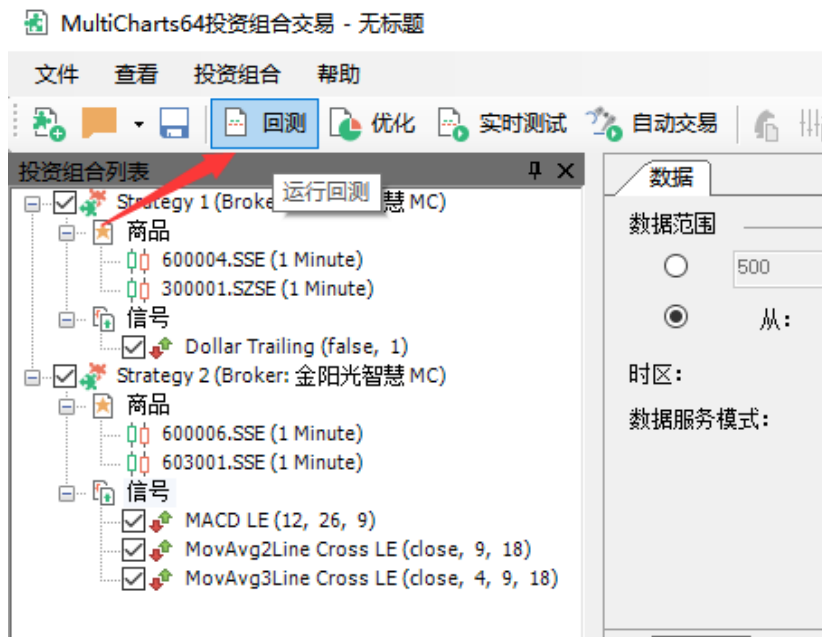 MultiCharts64投资组合交易 - 无标题
文件 查看 投资组合 帮助
回测 优化 实时测试 自动交易
投资组合列表
运行回测
Strategy 1 (Broke 慧 MC)
商品
600004.SSE (1 Minute)
300001.SZSE (1 Minute)
信号
Dollar Trailing (false, 1)
Strategy 2 (Broker: 金阳光智慧 MC)
商品
600006.SSE (1 Minute)
603001.SSE (1 Minute)
信号
MACD LE (12, 26, 9)
MovAvg2Line Cross LE (close, 9, 18)
MovAvg3Line Cross LE (close, 4, 9, 18)
数据
数据范围
500
从:
时区:
数据服务模式: